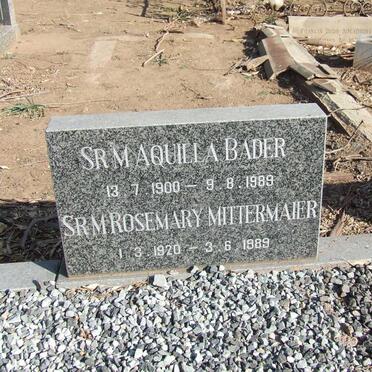 SR M AQUILLA BADER
13 7 1900 – 9 8 1989
SR M ROSEMARY MITTERMAIER
1 3 1920 – 3 6 1989